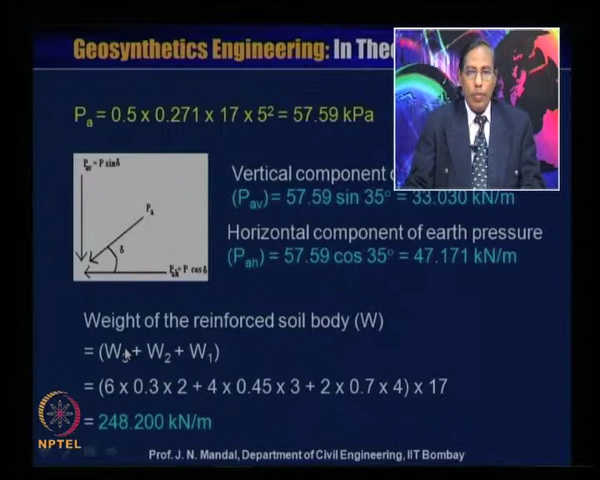 Geosynthetics Engineering: In
Pa = 0.5 x 0.271 x 17 x 5² = 57.59 kPa
Pav = P sinδ
Pa
δ
Pah= P cos δ
Vertical component
(Pav)= 57.59 sin 35° = 33.030 kN/m
Horizontal component of earth pressure
(Pah) = 57.59 cos 35° = 47.171 kN/m
Weight of the reinforced soil body (W)
= (W3 + W2 + W1)
= (6 x 0.3 x 2 + 4 x 0.45 x 3 + 2 x 0.7 x 4) x 17
= 248.200 kN/m
NPTEL
Prof. J. N. Mandal, Department of Civil Engineering, IIT Bombay